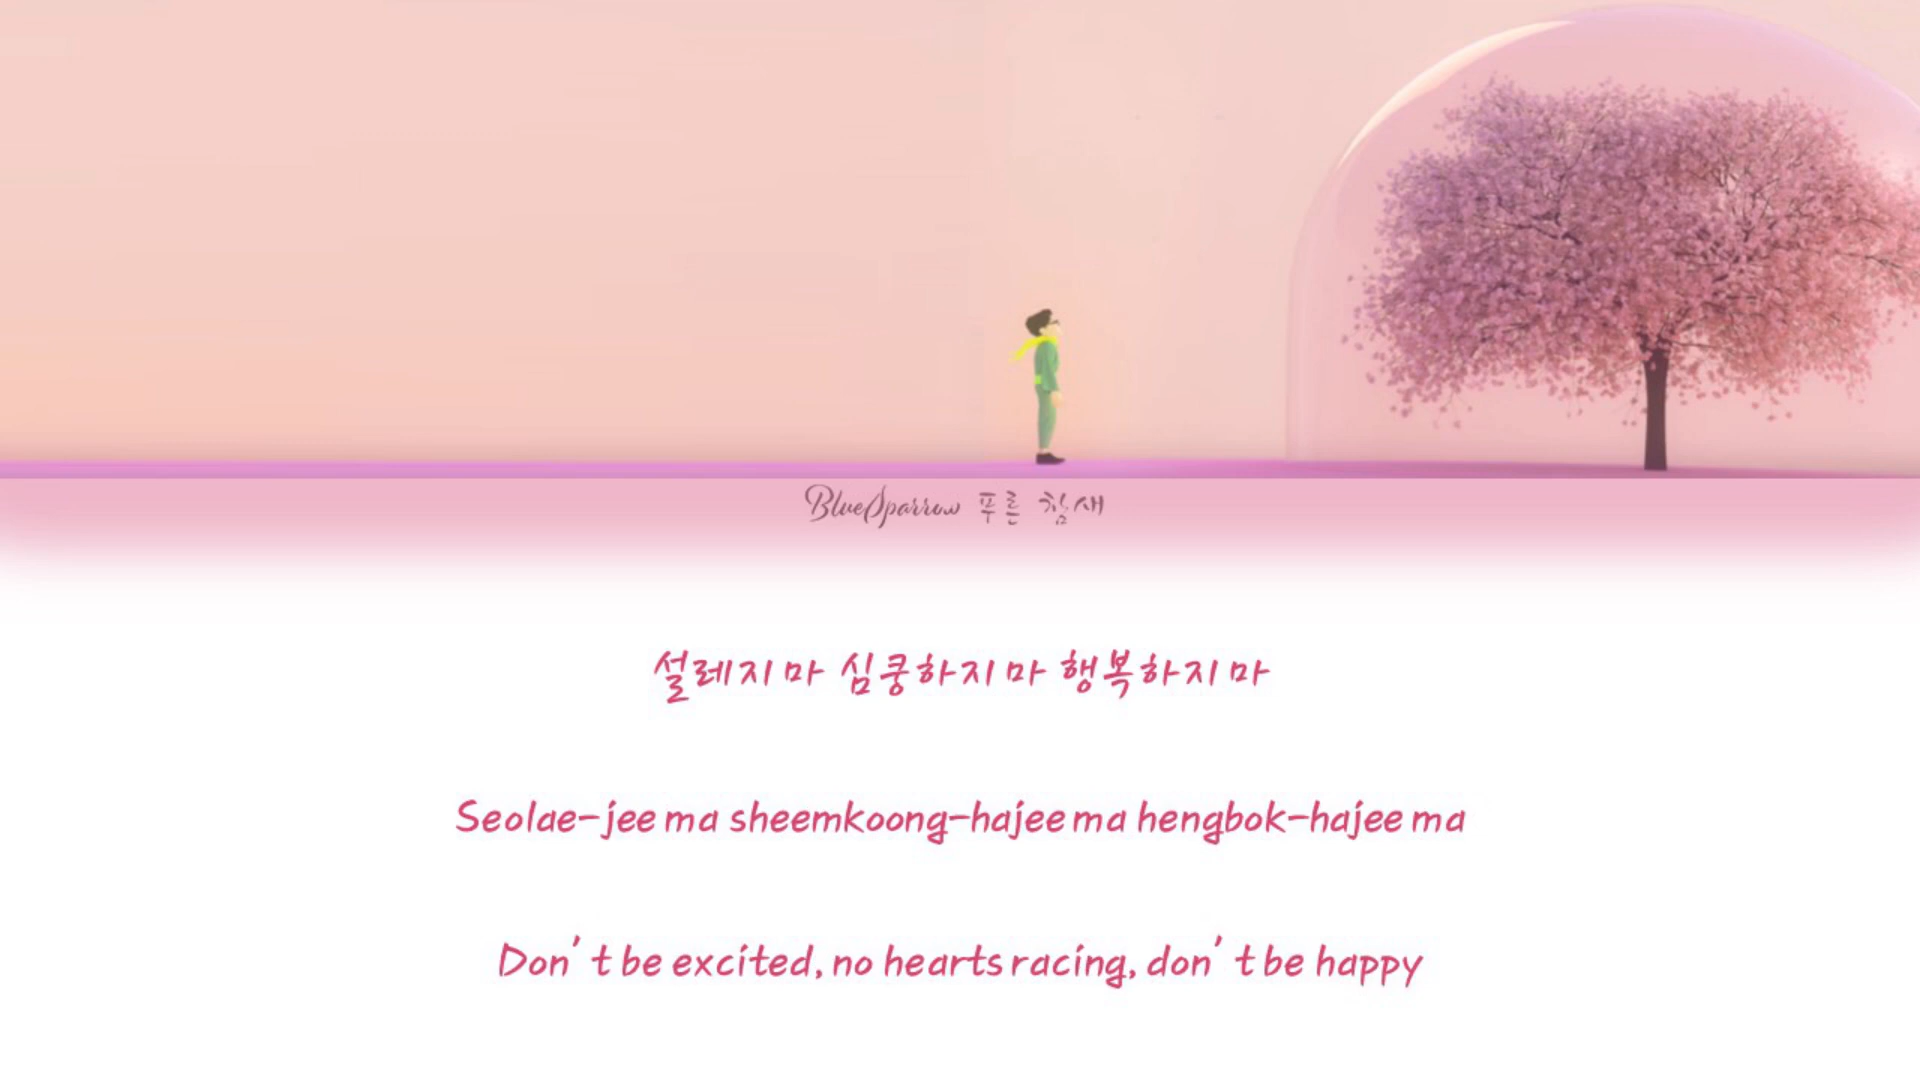 BlueSparrow 푸른 참새
설레지 마 심쿵하지 마 행복하지 마
Seolae-jee ma sheemkoong-hajee ma hengbok-hajee ma
Don't be excited, no hearts racing, don't be happy